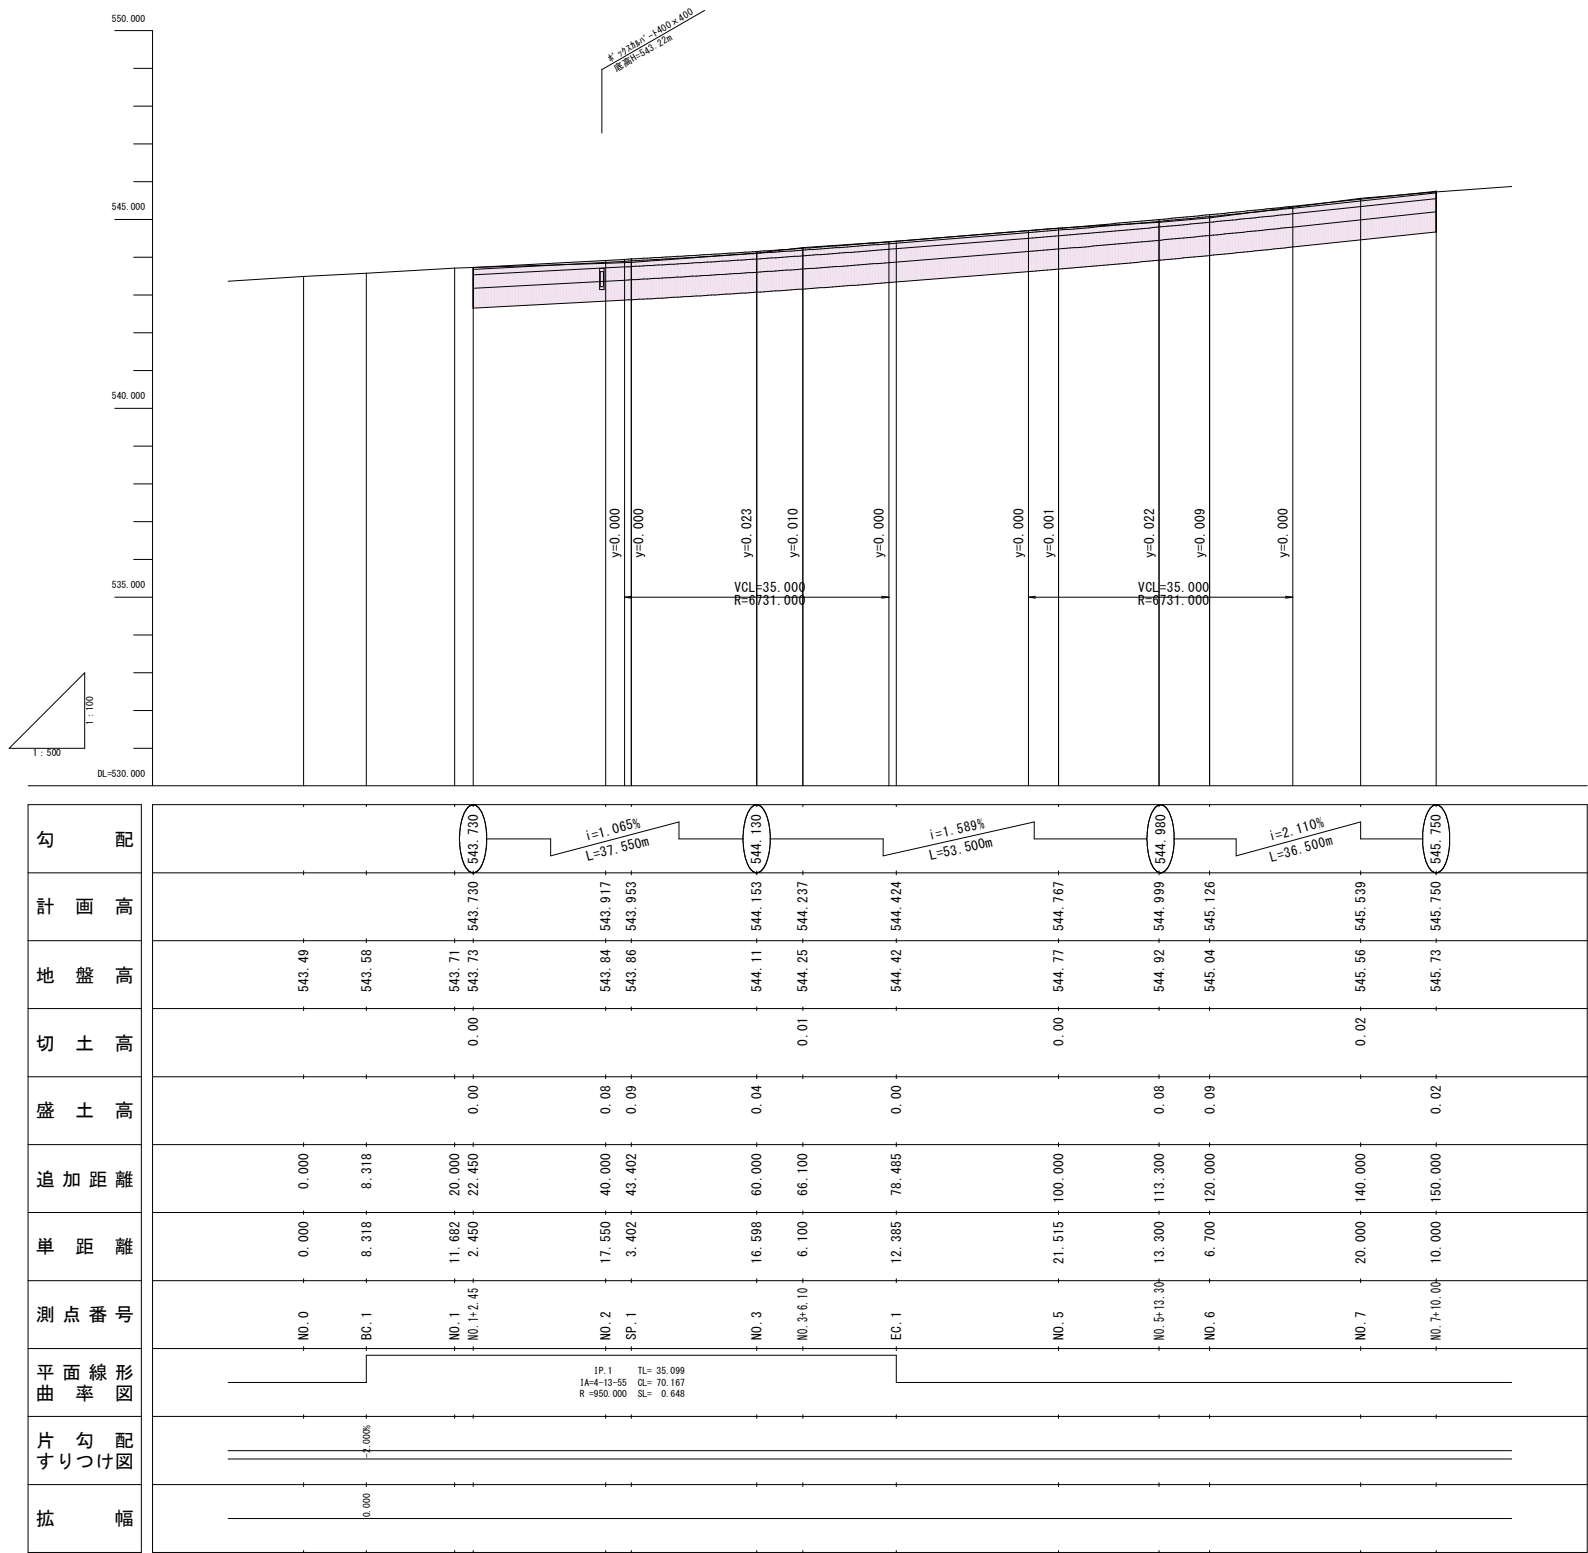 550.000
ﾎﾞｯｸｽｶﾙﾊﾞｰﾄ400×400
底高H=543.22m
545.000
540.000
y=0.000
y=0.000
y=0.023
y=0.010
y=0.000
y=0.000
y=0.001
y=0.022
y=0.009
y=0.000
535.000
VCL=35.000
R=6731.000
VCL=35.000
R=6731.000
1:100
1:500
DL=530.000
勾配 543.730 i=1.065% L=37.550m 544.130 i=1.589% L=53.500m 544.980 i=2.110% L=36.500m 545.750
計画高 543.730 543.917 543.953 544.153 544.237 544.424 544.767 544.999 545.126 545.539 545.750
地盤高 543.49 543.58 543.71 543.73 543.84 543.86 544.11 544.25 544.42 544.77 544.92 545.04 545.56 545.73
切土高 0.00 0.01 0.00 0.02
盛土高 0.00 0.08 0.09 0.04 0.00 0.08 0.09 0.02
追加距離 0.000 8.318 20.000 22.450 40.000 43.402 60.000 66.100 78.485 100.000 113.300 120.000 140.000 150.000
単距離 0.000 8.318 11.682 2.450 17.550 3.402 16.598 6.100 12.385 21.515 13.300 6.700 20.000 10.000
測点番号 NO.0 BC.1 NO.1 NO.1+2.45 NO.2 SP.1 NO.3 NO.3+6.10 EC.1 NO.5 NO.5+13.30 NO.6 NO.7 NO.7+10.00
平面線形
曲率図
IP.1 TL= 35.099
IA=4-13-55 CL= 70.167
R =950.000 SL= 0.648
片勾配
すりつけ図
-2.000%
拡幅 0.000